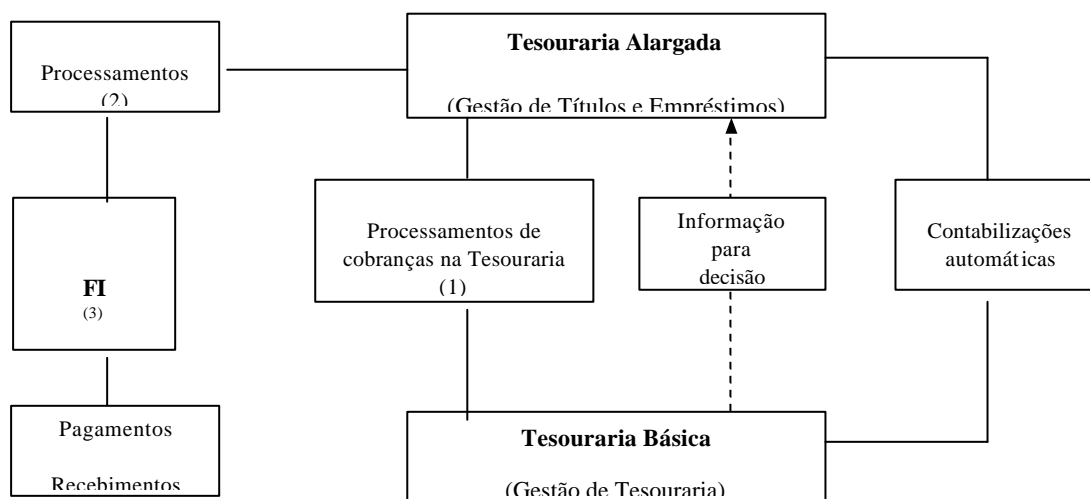 Tesouraria Alargada
(Gestão de Títulos e Empréstimos)
Processamentos
(2)
FI
(3)
Processamentos de
cobranças na Tesouraria
(1)
Informação
para
decisão
Contabilizações
automáticas
Pagamentos
Recebimentos
Tesouraria Básica
(Gestão de Tesouraria)